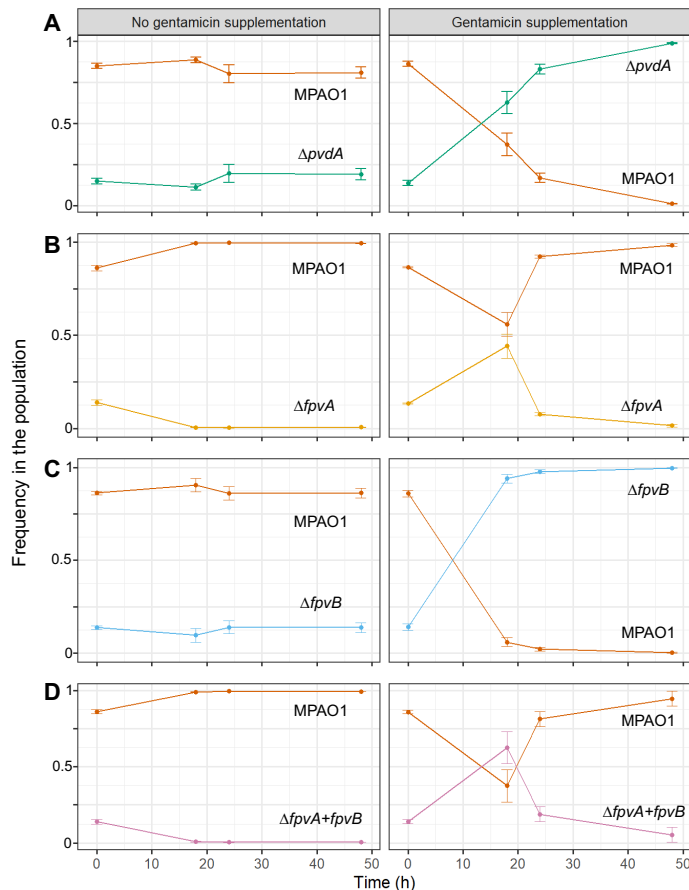 No gentamicin supplementation
Gentamicin supplementation
A
1
0.5
0
MPAO1
ΔpvdA
ΔpvdA
MPAO1
B
1
0.5
0
MPAO1
ΔfpvA
MPAO1
ΔfpvA
C
1
0.5
0
MPAO1
ΔfpvB
ΔfpvB
MPAO1
D
1
0.5
0
MPAO1
ΔfpvA+fpvB
MPAO1
ΔfpvA+fpvB
0 10 20 30 40 50
0 10 20 30 40 50
Time (h)
Frequency in the population